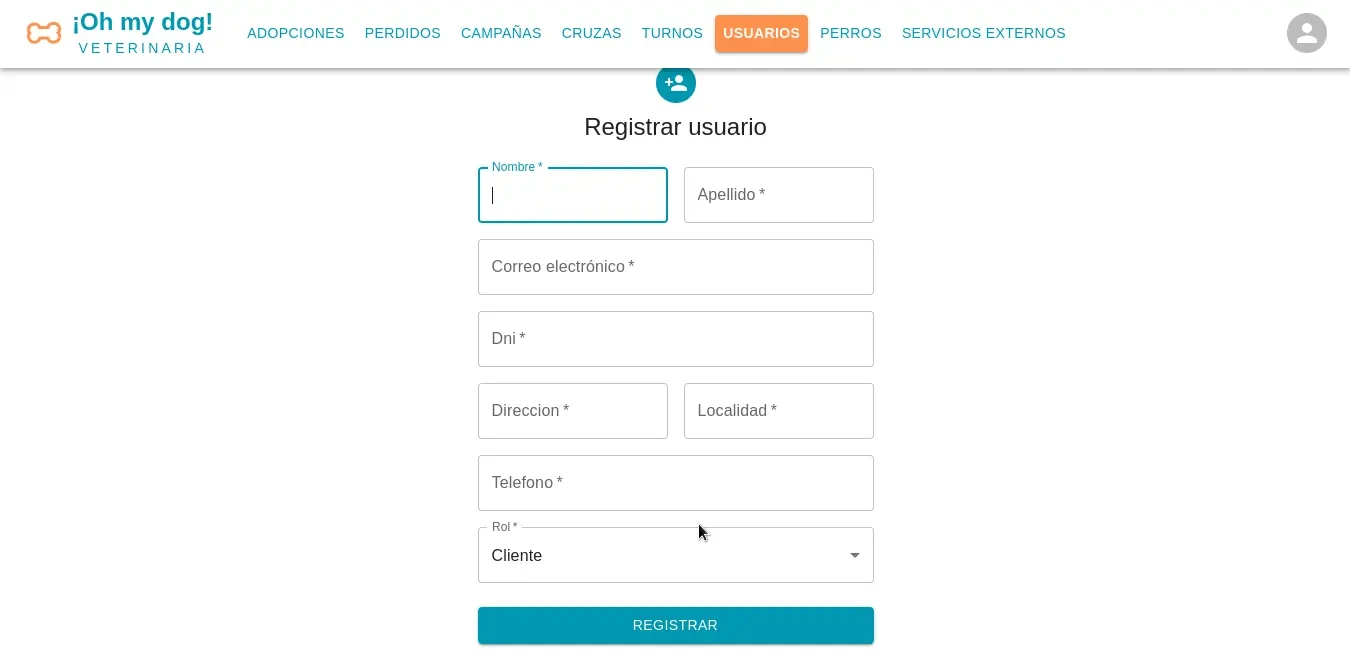 ¡Oh my dog!
VETERINARIA
ADOPCIONES PERDIDOS CAMPAÑAS CRUZAS TURNOS USUARIOS PERROS SERVICIOS EXTERNOS
Registrar usuario
Nombre *
Apellido *
Correo electrónico *
Dni *
Direccion *
Localidad *
Telefono *
Rol *
Cliente
REGISTRAR